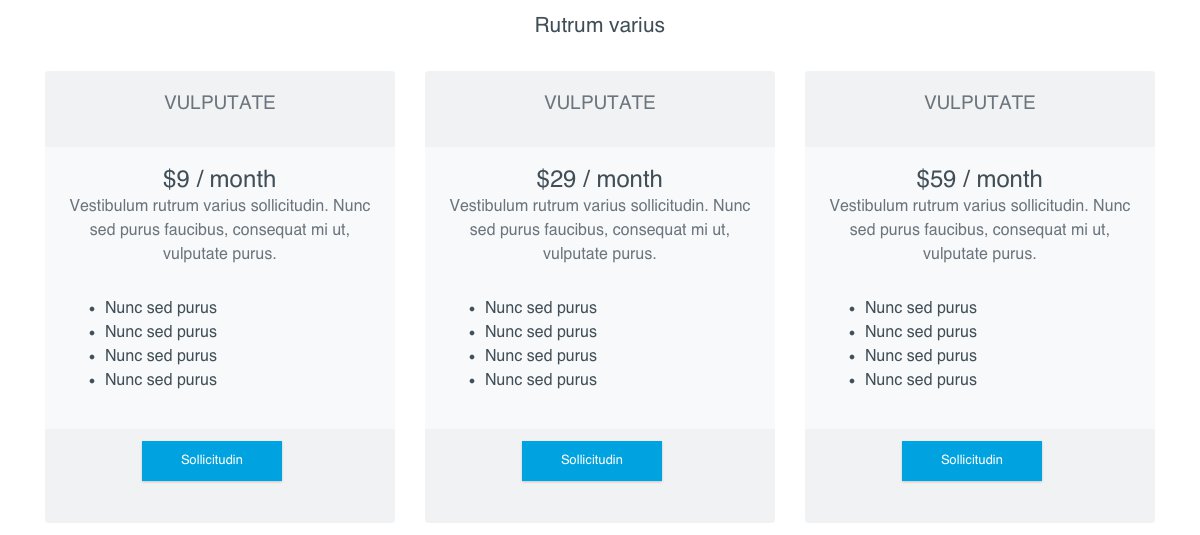 Rutrum varius
VULPUTATE
$9 / month
Vestibulum rutrum varius sollicitudin. Nunc
sed purus faucibus, consequat mi ut,
vulputate purus.
Nunc sed purus
Nunc sed purus
Nunc sed purus
Nunc sed purus
Sollicitudin
VULPUTATE
$29 / month
Vestibulum rutrum varius sollicitudin. Nunc
sed purus faucibus, consequat mi ut,
vulputate purus.
Nunc sed purus
Nunc sed purus
Nunc sed purus
Nunc sed purus
Sollicitudin
VULPUTATE
$59 / month
Vestibulum rutrum varius sollicitudin. Nunc
sed purus faucibus, consequat mi ut,
vulputate purus.
Nunc sed purus
Nunc sed purus
Nunc sed purus
Nunc sed purus
Sollicitudin